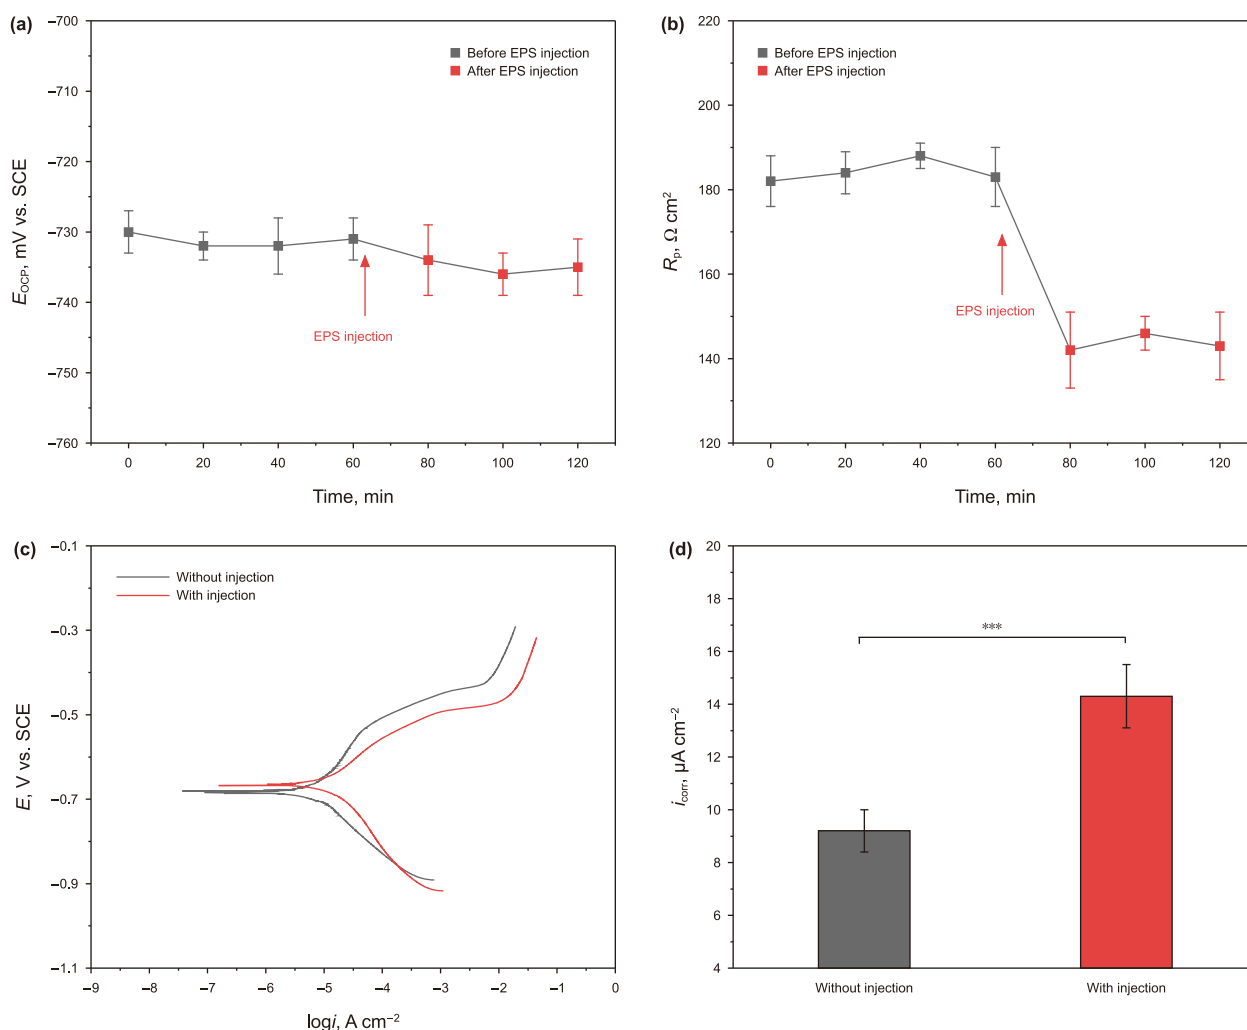 (a)
−700
−710
−720
−730
−740
−750
−760
E_OCP, mV vs. SCE
Before EPS injection
After EPS injection
EPS injection
0 20 40 60 80 100 120
Time, min
(b)
220
200
180
160
140
120
R_p, Ω cm²
Before EPS injection
After EPS injection
EPS injection
0 20 40 60 80 100 120
Time, min
(c)
−0.1
−0.3
−0.5
−0.7
−0.9
−1.1
E, V vs. SCE
Without injection
With injection
−9 −8 −7 −6 −5 −4 −3 −2 −1 0
logi, A cm⁻²
(d)
20
18
16
14
12
10
8
6
4
i_corr, μA cm⁻²
***
Without injection With injection